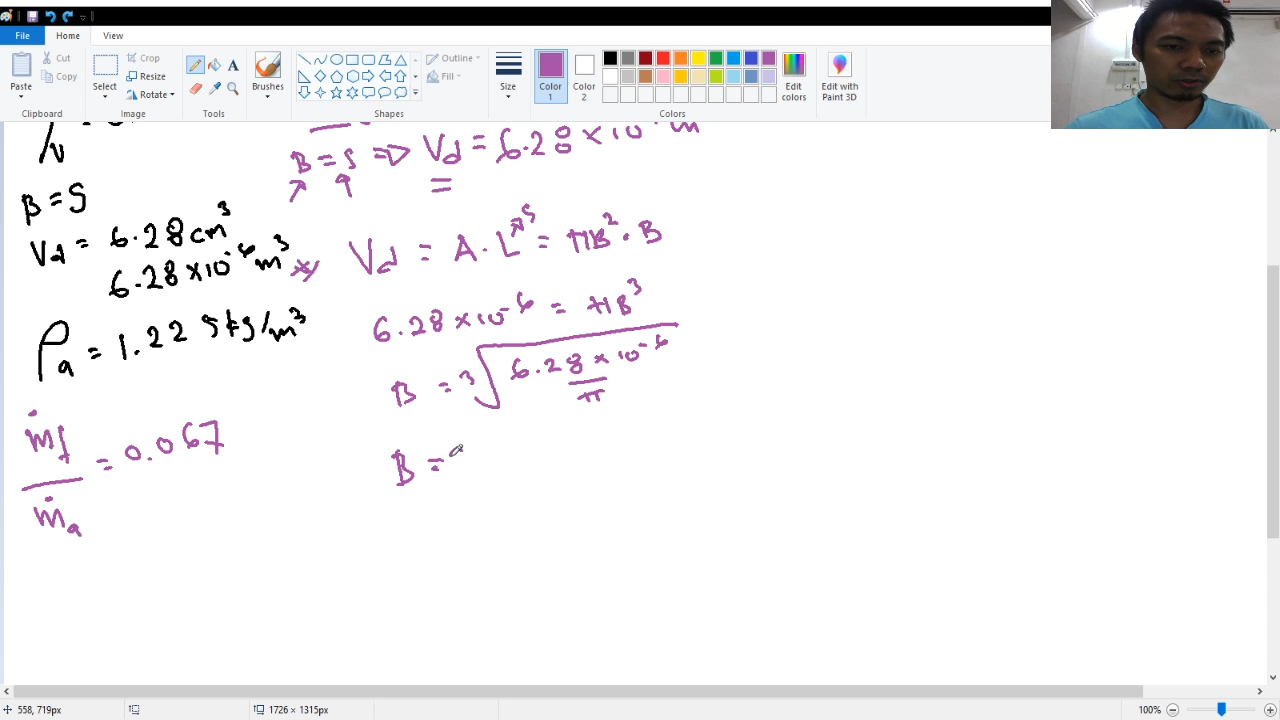 File Home View
Paste
Cut
Copy
Clipboard
Select
Crop
Resize
Rotate
Image
A
Tools
Brushes
Outline
Fill
Shapes
Size
Color 1
Color 2
Edit colors
Edit with Paint 3D
Colors
B = S => Vd = 6.28 × 10 m
β = S
Vd = 6.28 cm³
6.28 × 10⁻⁶ m³
Vd = A · L = πB² · B
6.28 × 10⁻⁶ = πB³
ρa = 1.225 kg/m³
B = ³√(6.28 × 10⁻⁶ / π)
ṁf / ṁa = 0.067
B =
558, 719px
1726 × 1315px
100%